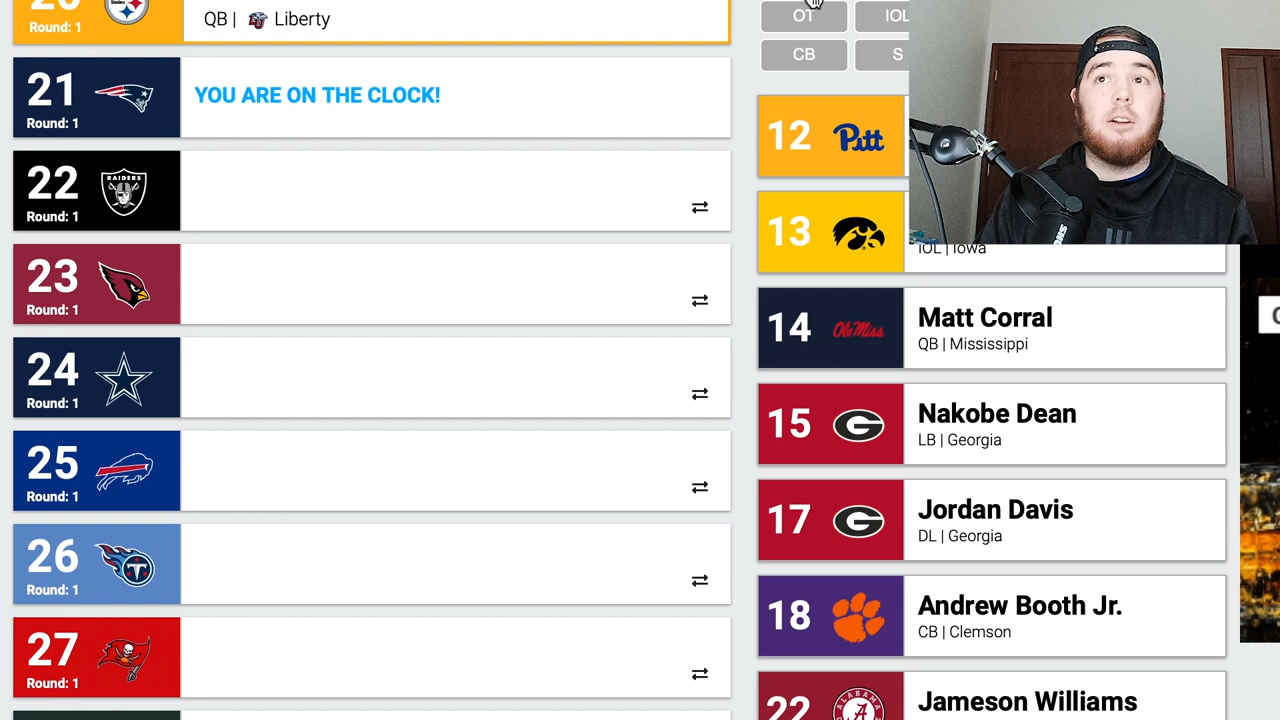 Round: 1
QB | Liberty
21
Round: 1
YOU ARE ON THE CLOCK!
22
RAIDERS
Round: 1
23
Round: 1
24
Round: 1
25
Round: 1
26
Round: 1
27
Round: 1
OT
IOL
CB
S
12
Pitt
13
IOL | Iowa
14
Ole Miss
Matt Corral
QB | Mississippi
15
G
Nakobe Dean
LB | Georgia
17
G
Jordan Davis
DL | Georgia
18
Andrew Booth Jr.
CB | Clemson
22
ALABAMA
A
Jameson Williams